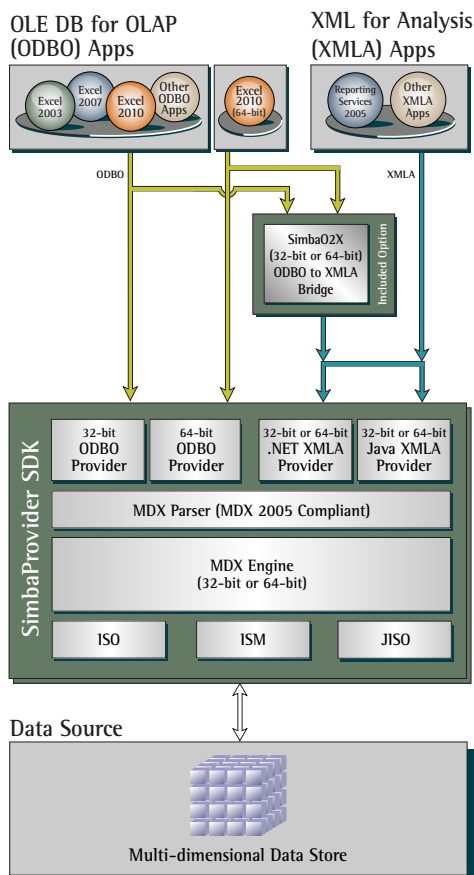 OLE DB for OLAP
(ODBO) Apps
XML for Analysis
(XMLA) Apps
Excel
2003
Excel
2007
Excel
2010
Other
ODBO
Apps
Excel
2010
(64-bit)
Reporting
Services
2005
Other
XMLA
Apps
ODBO
XMLA
SimbaO2X
(32-bit or 64-bit)
ODBO to XMLA
Bridge
Included Option
SimbaProvider SDK
32-bit
ODBO
Provider
64-bit
ODBO
Provider
32-bit or 64-bit
.NET XMLA
Provider
32-bit or 64-bit
Java XMLA
Provider
MDX Parser (MDX 2005 Compliant)
MDX Engine
(32-bit or 64-bit)
ISO
ISM
JISO
Data Source
Multi-dimensional Data Store